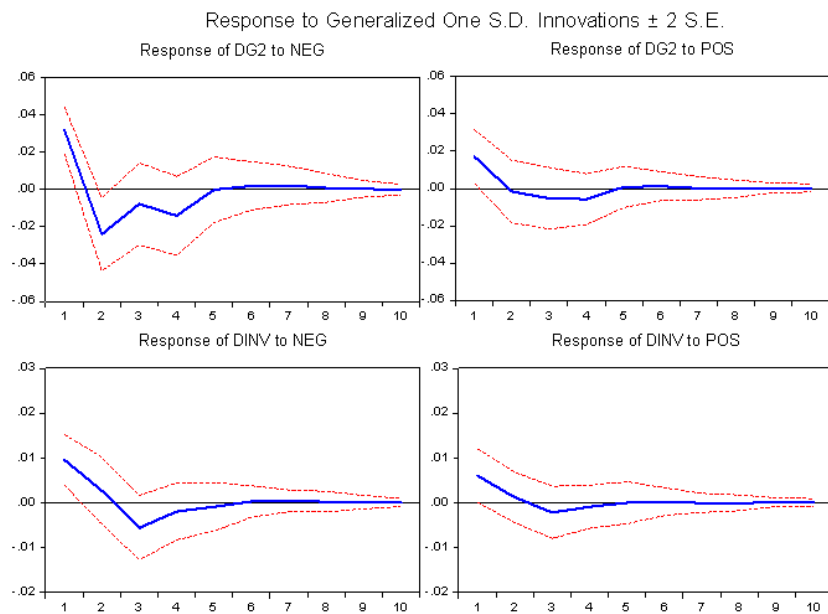 Response to Generalized One S.D. Innovations ± 2 S.E.
Response of DG2 to NEG
.06
.04
.02
.00
-.02
-.04
-.06
1 2 3 4 5 6 7 8 9 10
Response of DG2 to POS
.06
.04
.02
.00
-.02
-.04
-.06
1 2 3 4 5 6 7 8 9 10
Response of DINV to NEG
.03
.02
.01
.00
-.01
-.02
1 2 3 4 5 6 7 8 9 10
Response of DINV to POS
.03
.02
.01
.00
-.01
-.02
1 2 3 4 5 6 7 8 9 10